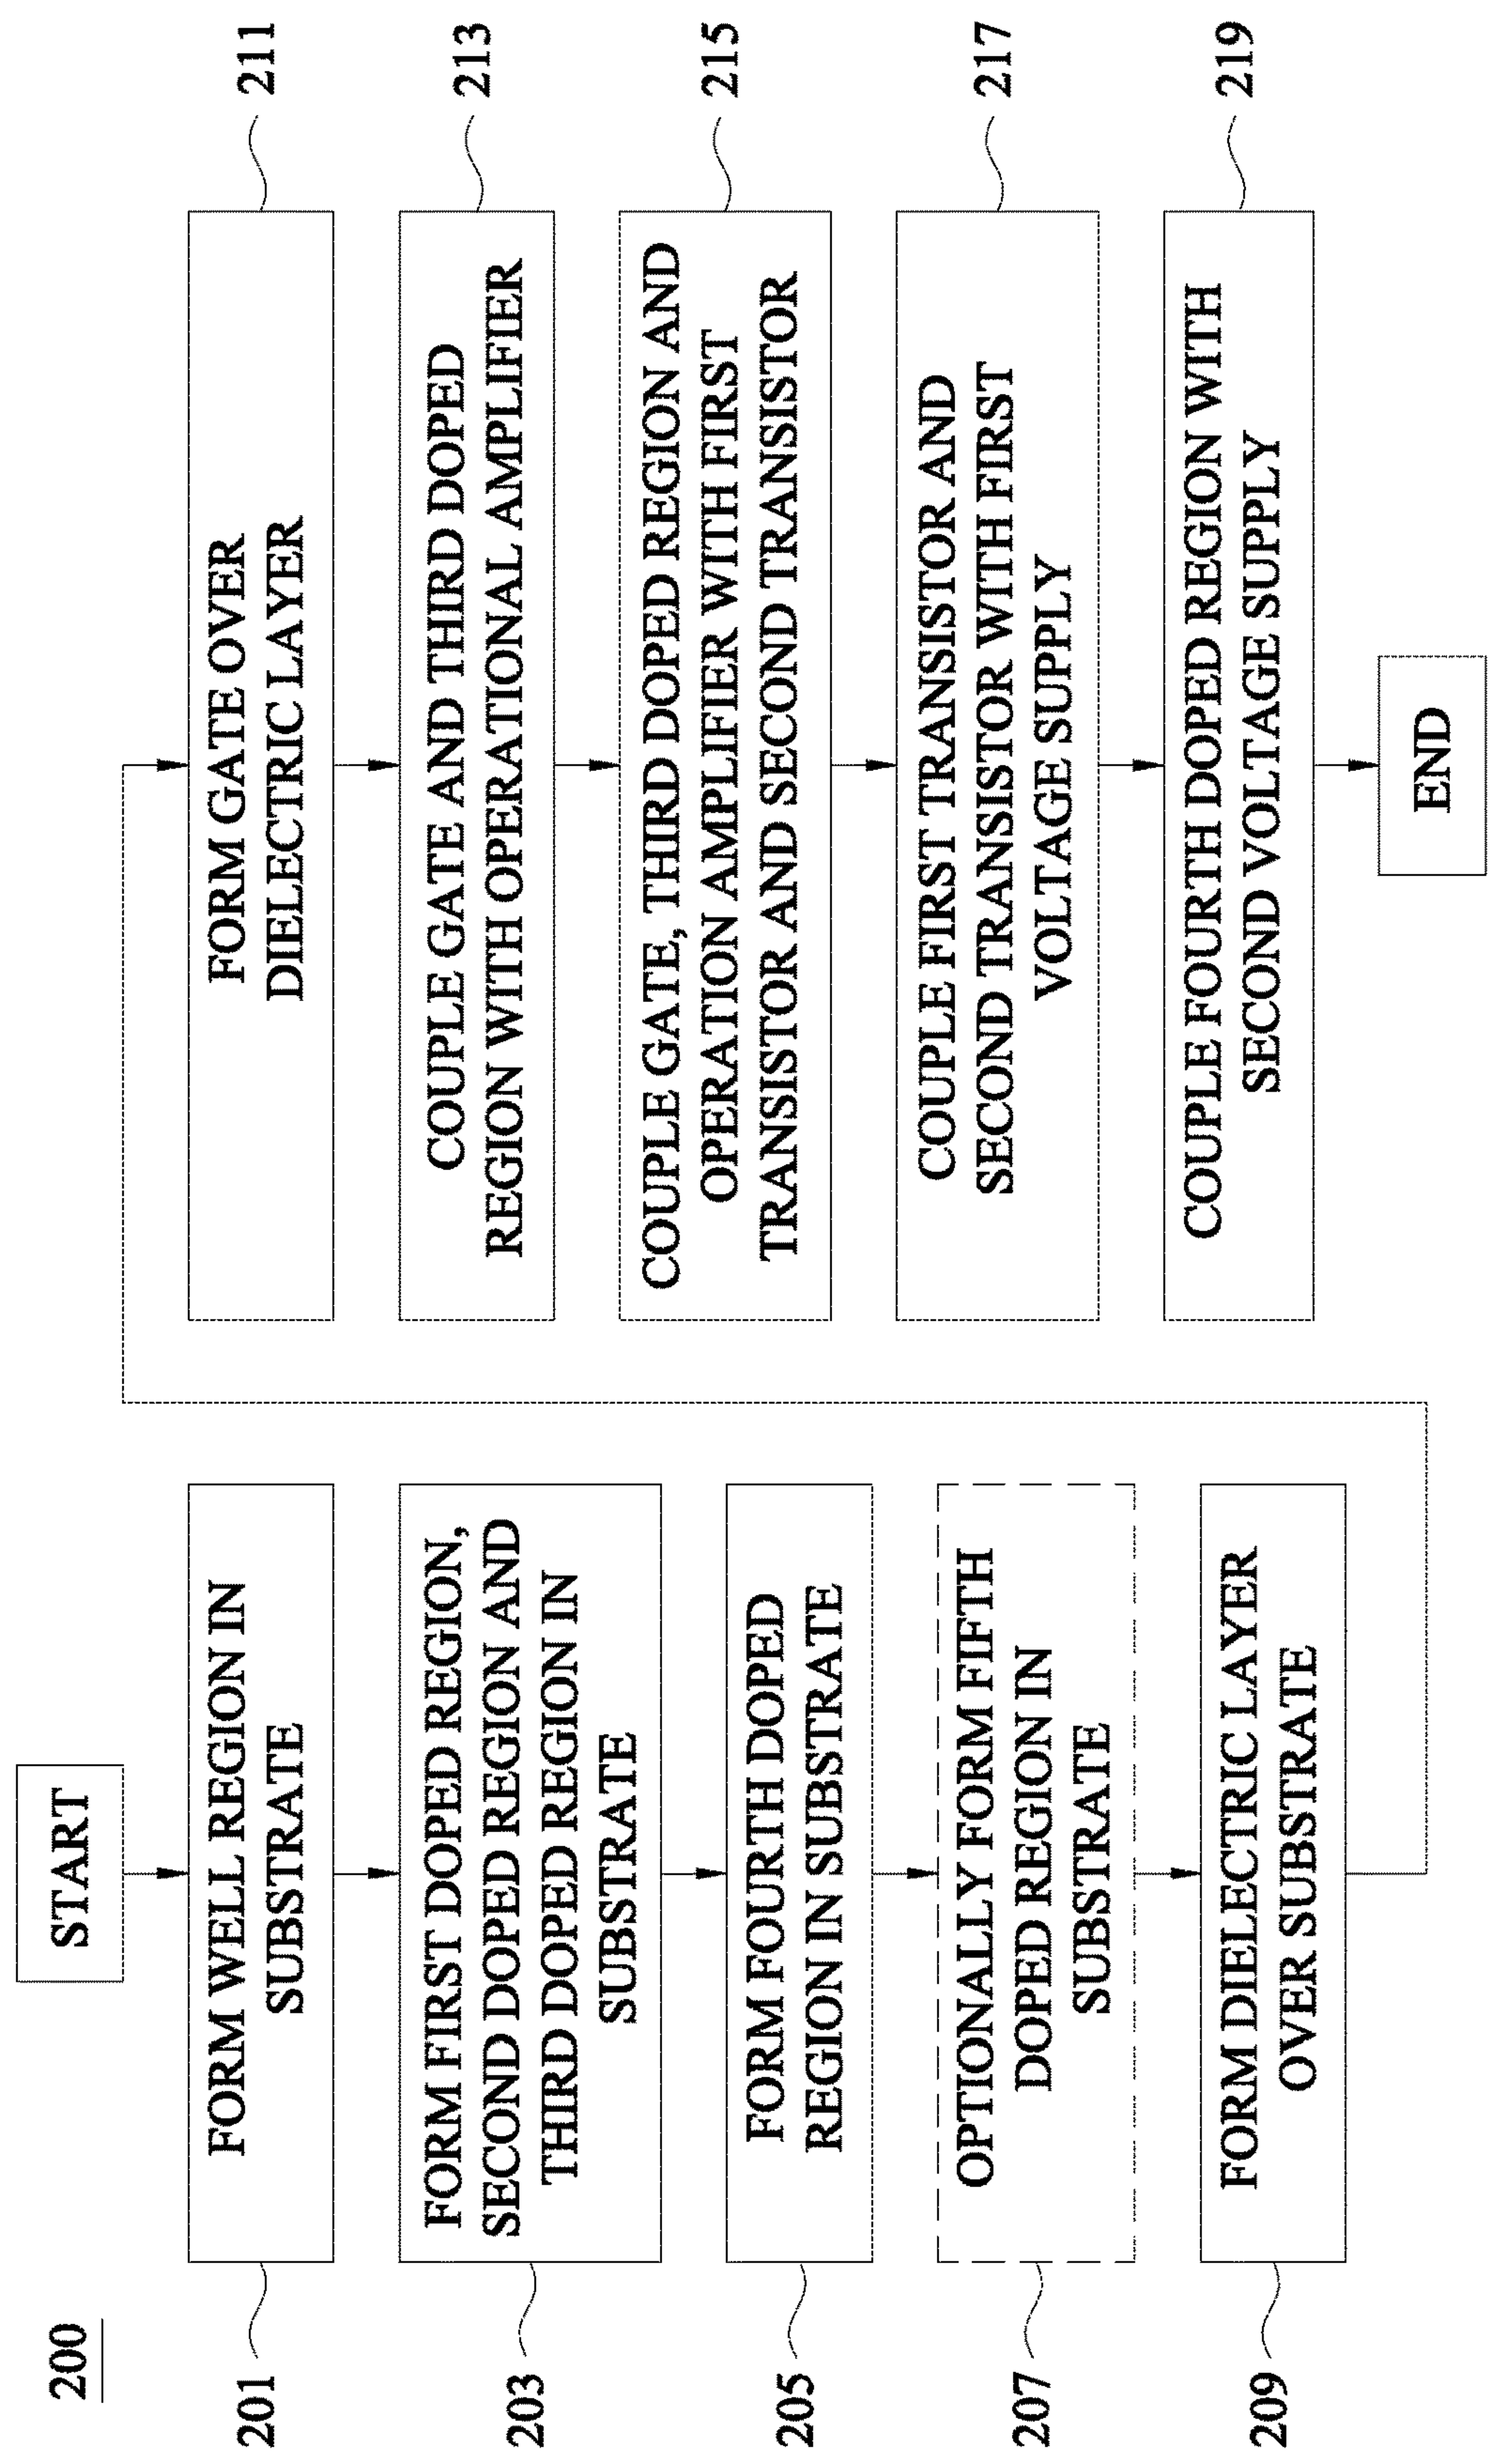 200
START
201
FORM WELL REGION IN
SUBSTRATE
203
FORM FIRST DOPED REGION,
SECOND DOPED REGION AND
THIRD DOPED REGION IN
SUBSTRATE
205
FORM FOURTH DOPED
REGION IN SUBSTRATE
207
OPTIONALLY FORM FIFTH
DOPED REGION IN
SUBSTRATE
209
FORM DIELECTRIC LAYER
OVER SUBSTRATE
FORM GATE OVER
DIELECTRIC LAYER
211
COUPLE GATE AND THIRD DOPED
REGION WITH OPERATIONAL AMPLIFIER
213
COUPLE GATE, THIRD DOPED REGION AND
OPERATION AMPLIFIER WITH FIRST
TRANSISTOR AND SECOND TRANSISTOR
215
COUPLE FIRST TRANSISTOR AND
SECOND TRANSISTOR WITH FIRST
VOLTAGE SUPPLY
217
COUPLE FOURTH DOPED REGION WITH
SECOND VOLTAGE SUPPLY
219
END